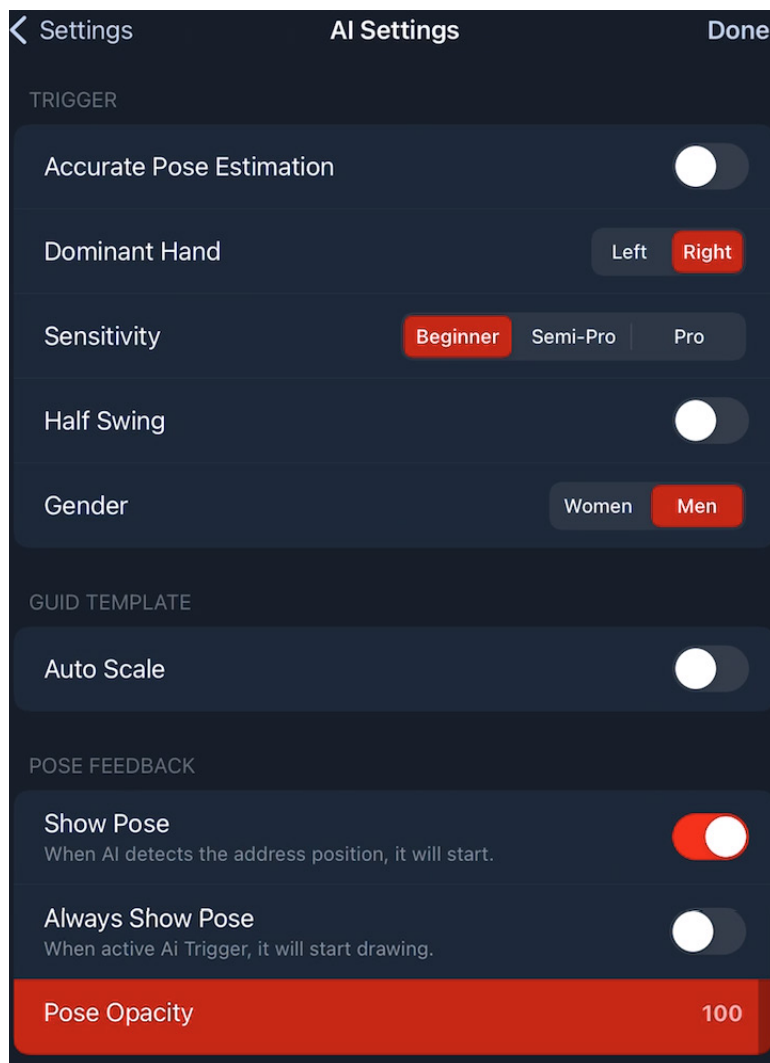 Settings AI Settings Done
TRIGGER
Accurate Pose Estimation
Dominant Hand Left Right
Sensitivity Beginner Semi-Pro Pro
Half Swing
Gender Women Men
GUID TEMPLATE
Auto Scale
POSE FEEDBACK
Show Pose
When AI detects the address position, it will start.
Always Show Pose
When active Ai Trigger, it will start drawing.
Pose Opacity 100